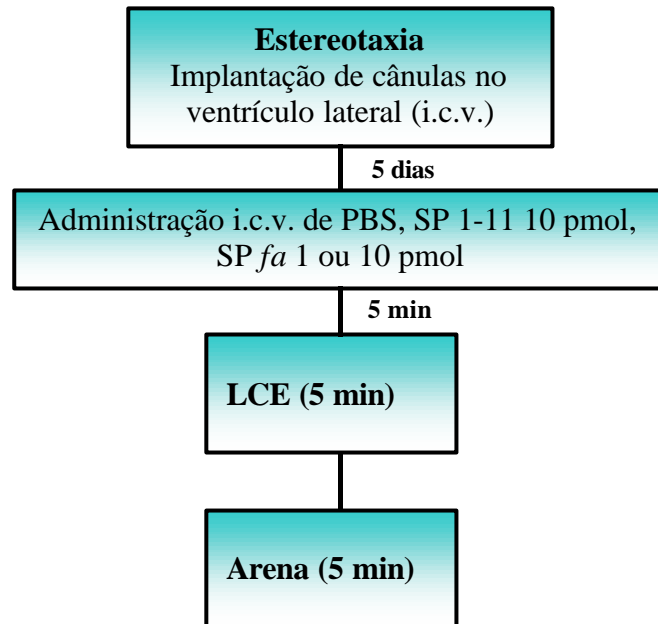 Estereotaxia
Implantação de cânulas no
ventrículo lateral (i.c.v.)
5 dias
Administração i.c.v. de PBS, SP 1-11 10 pmol,
SP fa 1 ou 10 pmol
5 min
LCE (5 min)
Arena (5 min)